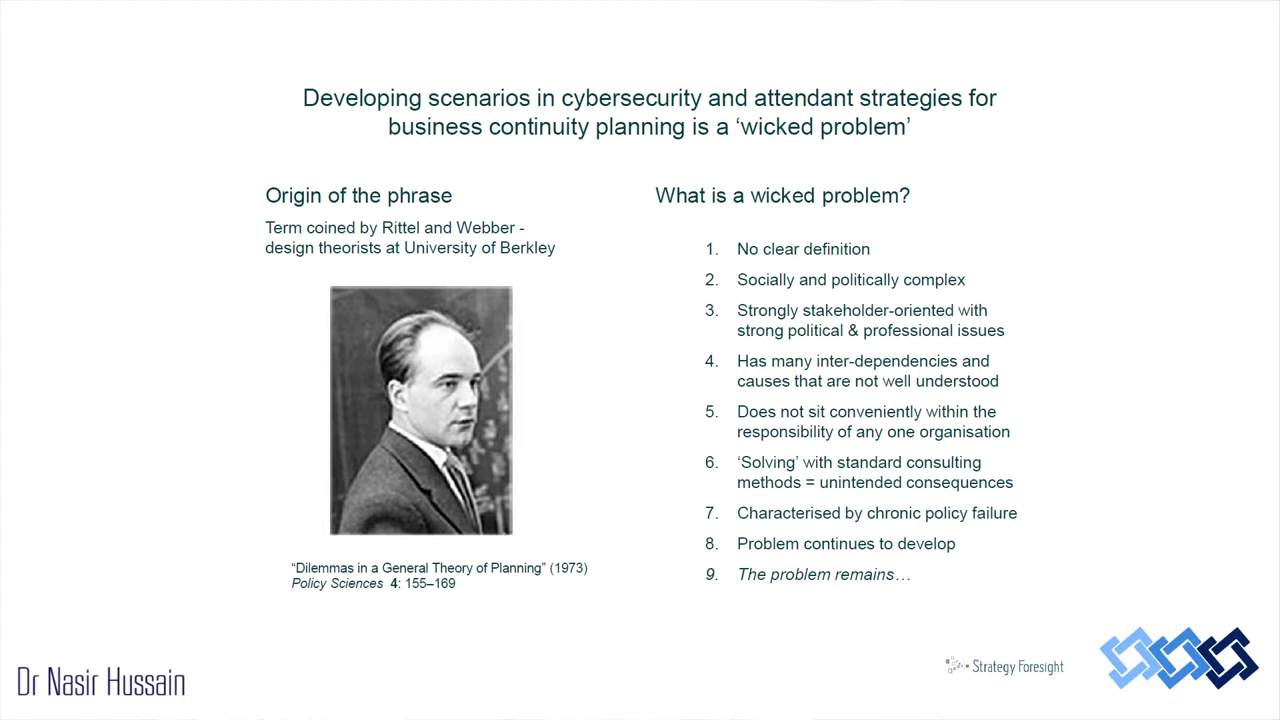 Developing scenarios in cybersecurity and attendant strategies for
business continuity planning is a ‘wicked problem’
Origin of the phrase
Term coined by Rittel and Webber -
design theorists at University of Berkley
“Dilemmas in a General Theory of Planning” (1973)
Policy Sciences 4: 155–169
What is a wicked problem?
1. No clear definition
2. Socially and politically complex
3. Strongly stakeholder-oriented with
strong political & professional issues
4. Has many inter-dependencies and
causes that are not well understood
5. Does not sit conveniently within the
responsibility of any one organisation
6. ‘Solving’ with standard consulting
methods = unintended consequences
7. Characterised by chronic policy failure
8. Problem continues to develop
9. The problem remains…
Dr Nasir Hussain
Strategy Foresight